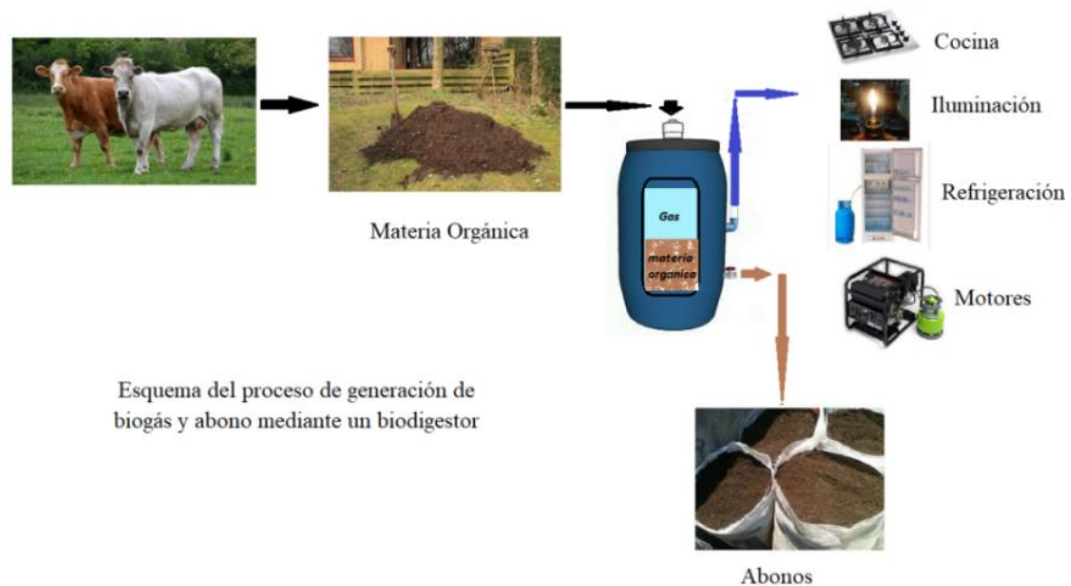 Cocina
Iluminación
Refrigeración
Motores
Materia Orgánica
Gas
materia
organica
Esquema del proceso de generación de
biogás y abono mediante un biodigestor
Abonos